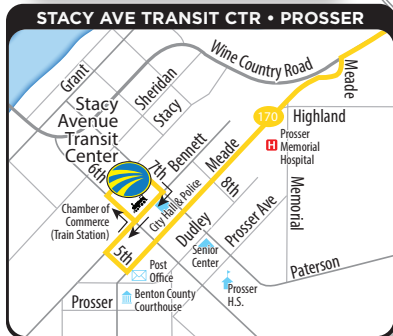 STACY AVE TRANSIT CTR • PROSSER
Wine Country Road
Meade
Grant
Sheridan
Stacy
Stacy
Avenue
Transit
Center
170
Highland
H
Prosser
Memorial
Hospital
Bennett
Meade
7th
6th
8th
Memorial
City Hall & Police
Chamber of
Commerce
(Train Station)
Dudley
Prosser Ave
Senior
Center
5th
Paterson
Post
Office
Prosser
H.S.
Prosser
Benton County
Courthouse